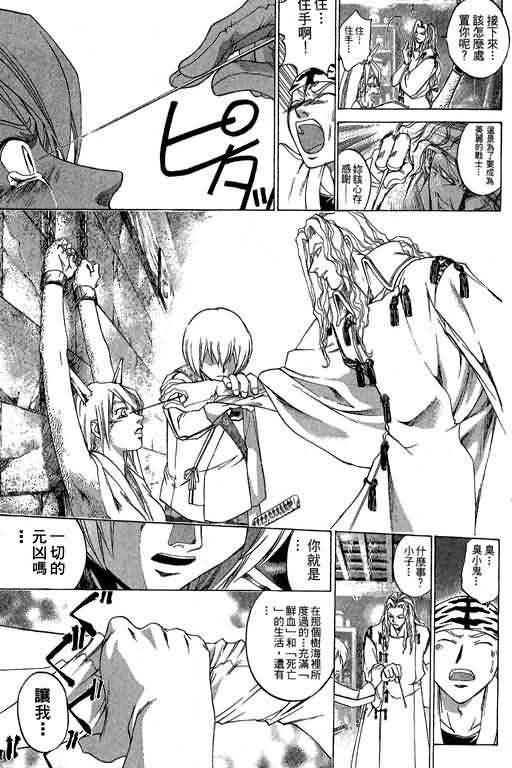 接下來…
該怎麼處
置你呢？
住…
住手…
住…
住手啊！
這是為了要成為
美麗的戰士…
妳該心存
感謝…
ピタッ
臭…
臭小鬼…
什麼事？
小子…
你就是
…
在那個樹海裡所
度過的…充滿「
鮮血」和「死亡
」的生活，還有
…
一切的
元凶嗎
…
讓我…